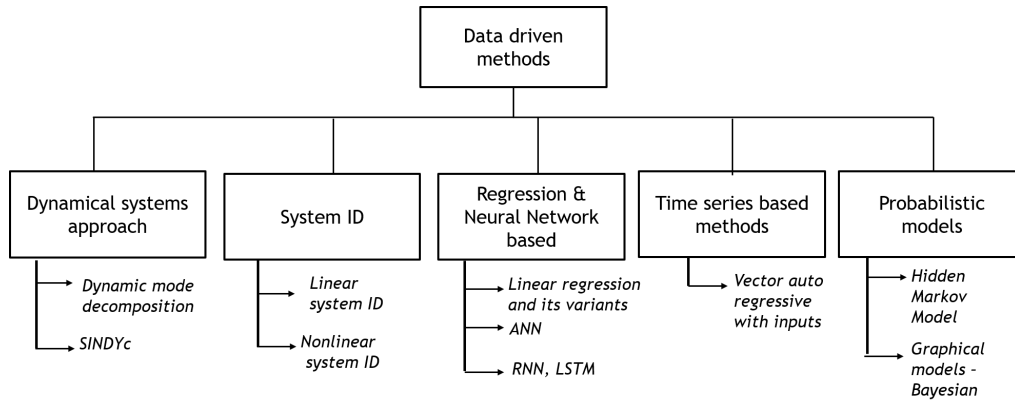 Data driven
methods
Dynamical systems
approach
Dynamic mode
decomposition
SINDYc
System ID
Linear
system ID
Nonlinear
system ID
Regression &
Neural Network
based
Linear regression
and its variants
ANN
RNN, LSTM
Time series based
methods
Vector auto
regressive
with inputs
Probabilistic
models
Hidden
Markov
Model
Graphical
models –
Bayesian